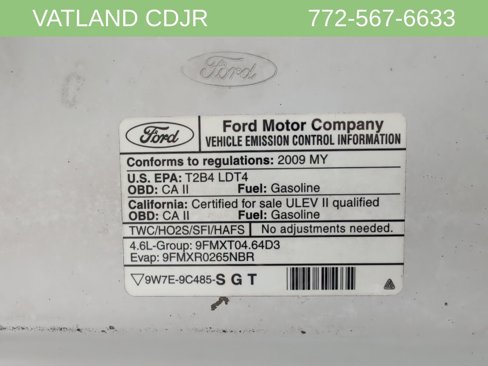 VATLAND CDJR 772-567-6633
Ford
Ford
Ford Motor Company
VEHICLE EMISSION CONTROL INFORMATION
Conforms to regulations: 2009 MY
U.S. EPA: T2B4 LDT4
OBD: CA II Fuel: Gasoline
California: Certified for sale ULEV II qualified
OBD: CA II Fuel: Gasoline
TWC/HO2S/SFI/HAFS No adjustments needed.
4.6L-Group: 9FMXT04.64D3
Evap: 9FMXR0265NBR
▽9W7E-9C485-S G T